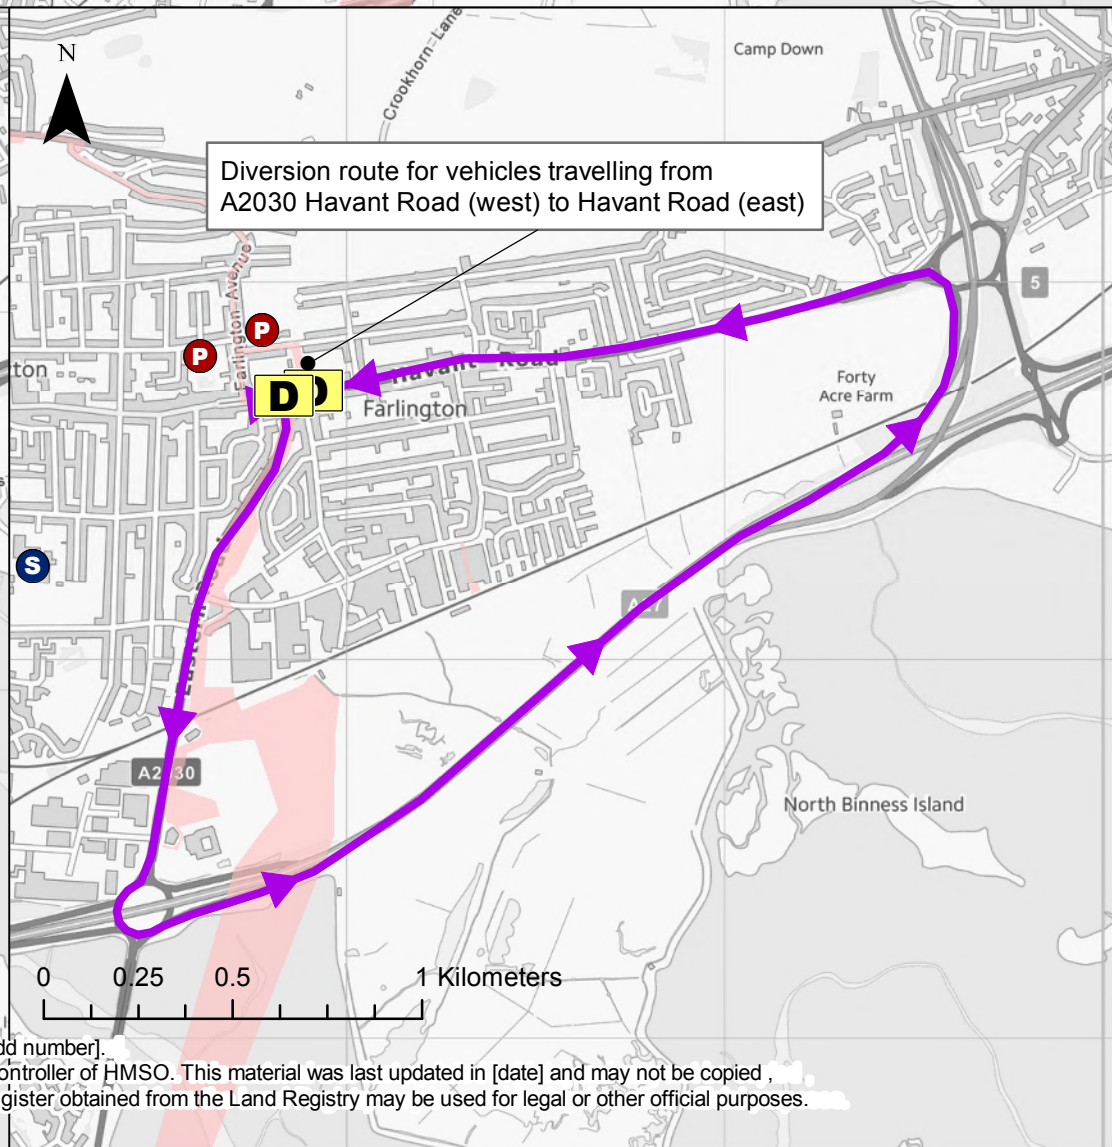 Camp Down
Crookhorn-Lane
N
Diversion route for vehicles travelling from
A2030 Havant Road (west) to Havant Road (east)
Farlington-Avenue
5
P
P
ton
Havant Road
D
D
Farlington
Forty
Acre Farm
S
Eastern Road
A27
A2030
North Binness Island
0 0.25 0.5 1 Kilometers
dd number].
ontroller of HMSO. This material was last updated in [date] and may not be copied ,
gister obtained from the Land Registry may be used for legal or other official purposes.